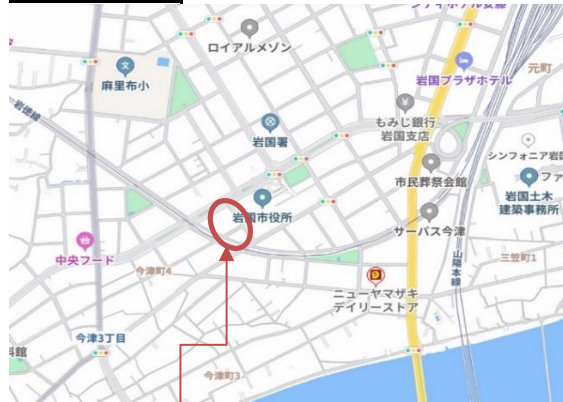 ロイアルメゾン
麻里布小
岩国プラザホテル
元町
岩徳線
岩国署
もみじ銀行
岩国支店
シンフォニア岩国
市民葬祭会館
岩国土木
建築事務所
岩国市役所
サーパス今津
中央フード
今津町4
山陽本線
三笠町1
ニューヤマザキ
デイリーストア
今津3丁目
今津町3